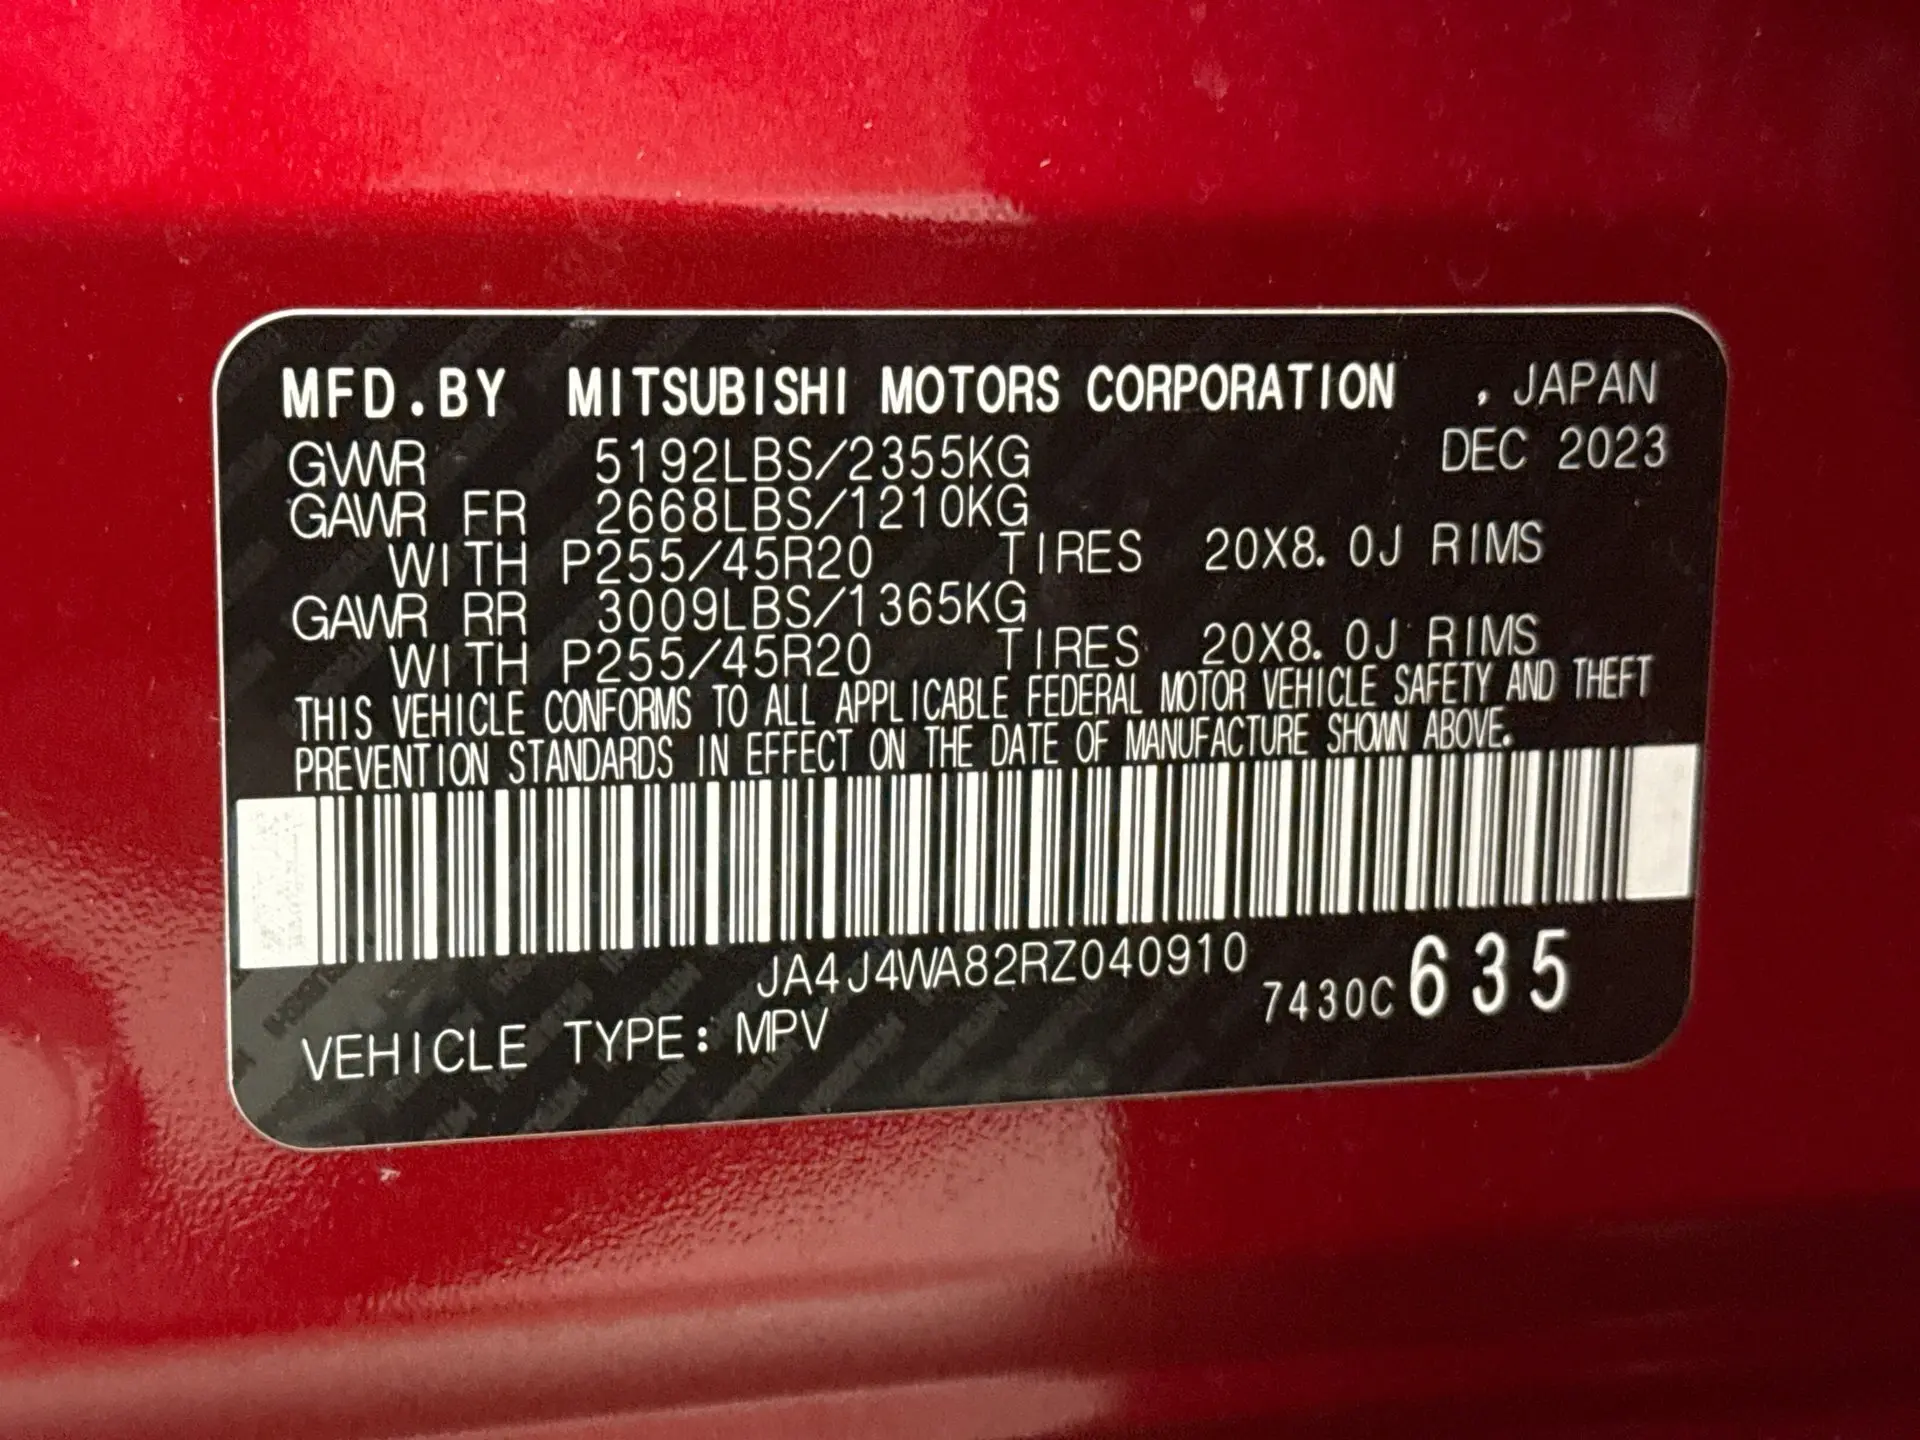 MFD.BY MITSUBISHI MOTORS CORPORATION , JAPAN
GVWR 5192LBS/2355KG DEC 2023
GAWR FR 2668LBS/1210KG
WITH P255/45R20 TIRES 20X8.0J RIMS
GAWR RR 3009LBS/1365KG
WITH P255/45R20 TIRES 20X8.0J RIMS
THIS VEHICLE CONFORMS TO ALL APPLICABLE FEDERAL MOTOR VEHICLE SAFETY AND THEFT
PREVENTION STANDARDS IN EFFECT ON THE DATE OF MANUFACTURE SHOWN ABOVE.
JA4J4WA82RZ040910 7430C635
VEHICLE TYPE: MPV